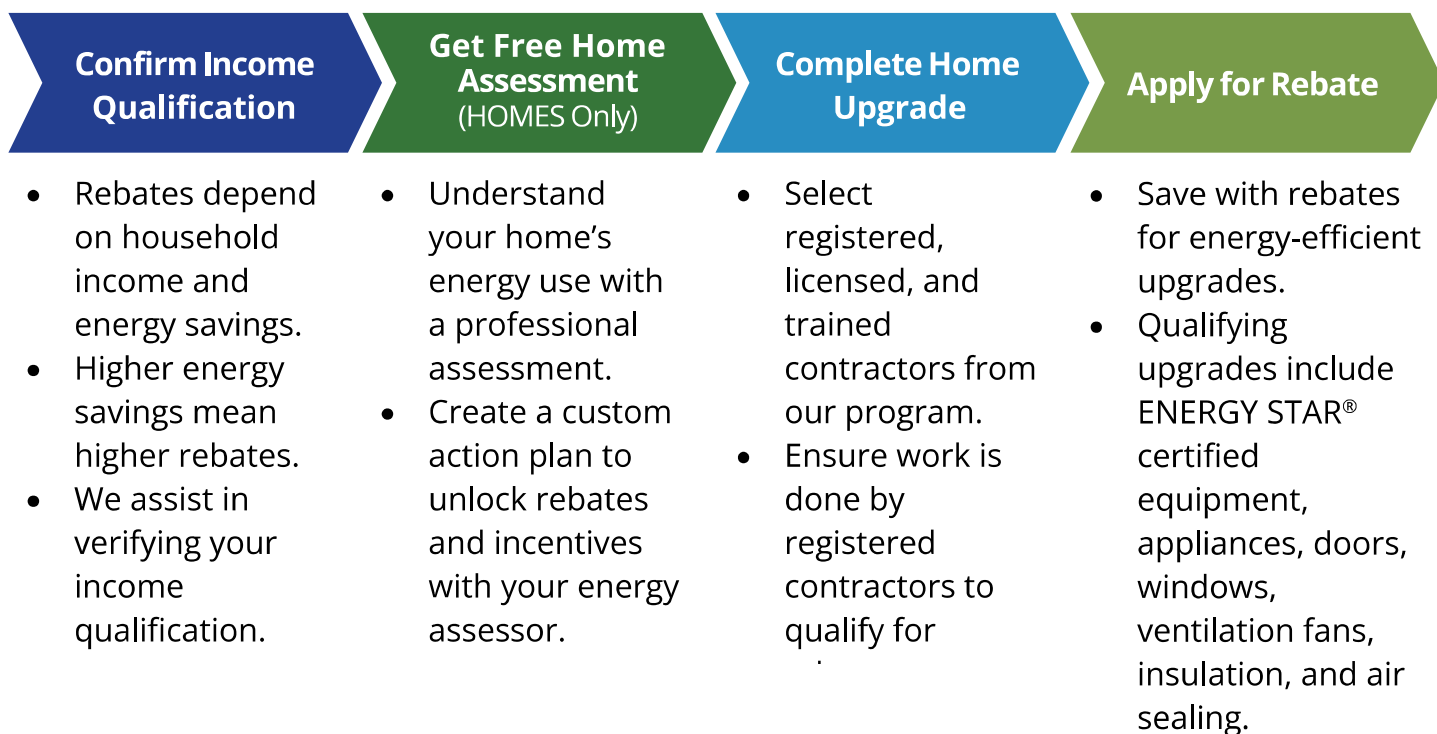 Confirm Income
Qualification
• Rebates depend
on household
income and
energy savings.
• Higher energy
savings mean
higher rebates.
• We assist in
verifying your
income
qualification.
Get Free Home
Assessment
(HOMES Only)
• Understand
your home’s
energy use with
a professional
assessment.
• Create a custom
action plan to
unlock rebates
and incentives
with your energy
assessor.
Complete Home
Upgrade
• Select
registered,
licensed, and
trained
contractors from
our program.
• Ensure work is
done by
registered
contractors to
qualify for
Apply for Rebate
• Save with rebates
for energy-efficient
upgrades.
• Qualifying
upgrades include
ENERGY STAR®
certified
equipment,
appliances, doors,
windows,
ventilation fans,
insulation, and air
sealing.